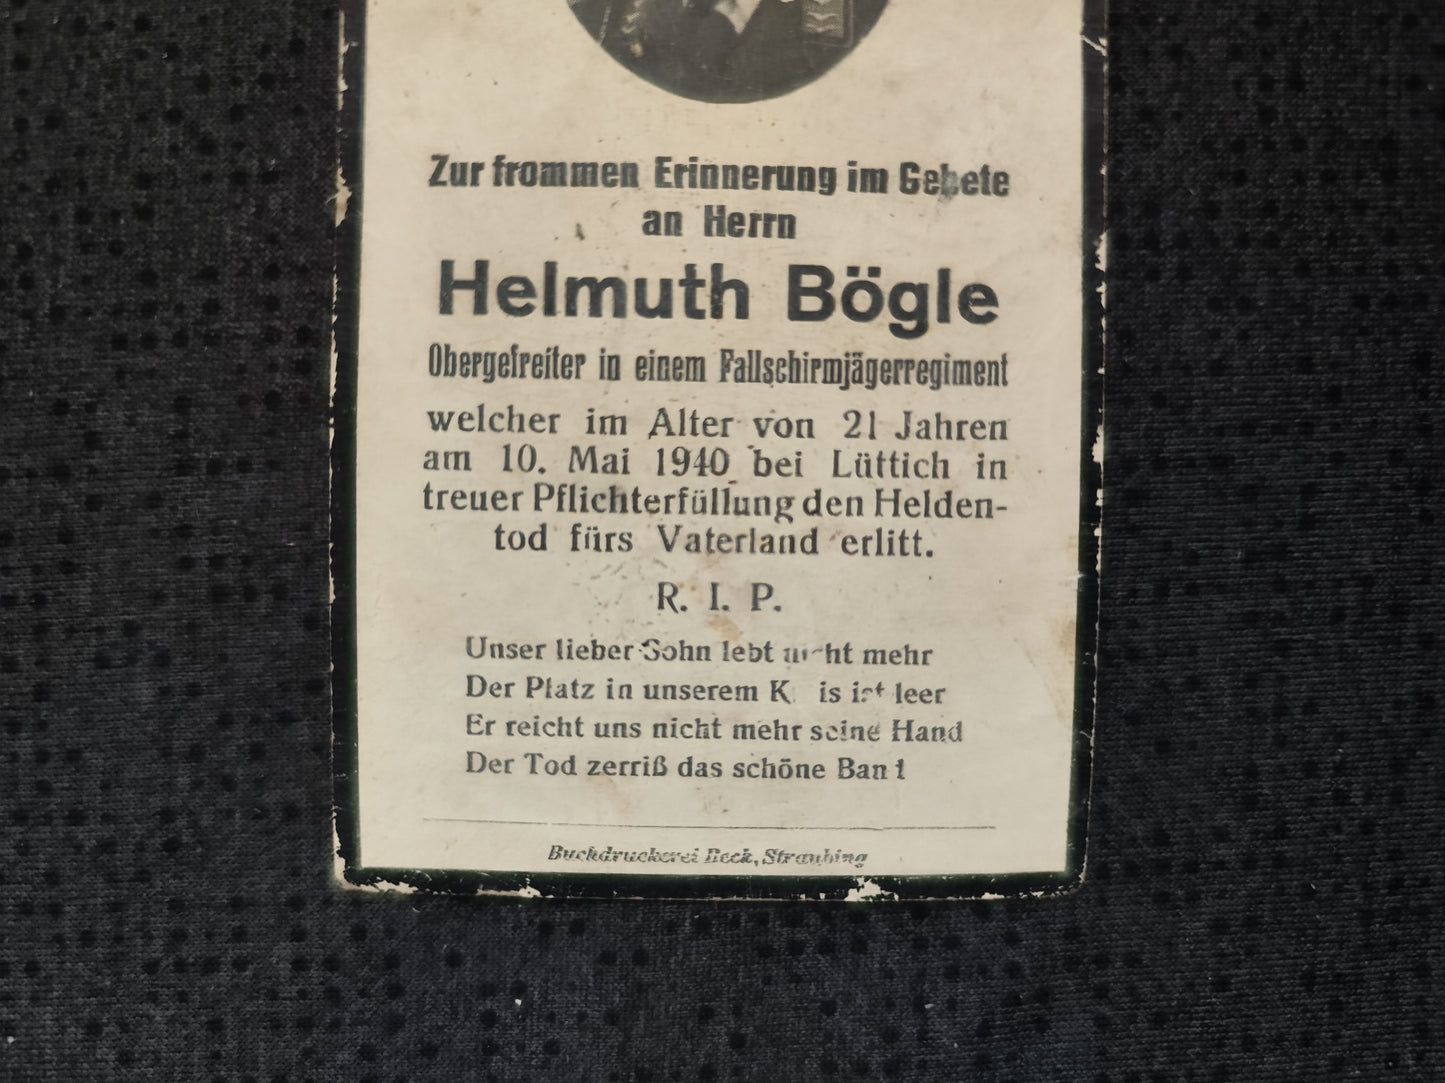 Zur frommen Erinnerung im Gebete
an Herrn
Helmuth Bögle
Obergefreiter in einem Fallschirmjägerregiment
welcher im Alter von 21 Jahren
am 10. Mai 1940 bei Lüttich in
treuer Pflichterfüllung den Helden-
tod fürs Vaterland erlitt.
R. I. P.
Unser lieber Sohn lebt nicht mehr
Der Platz in unserem K is ist leer
Er reicht uns nicht mehr seine Hand
Der Tod zerriß das schöne Band
Buchdruckerei Beck, Straubing